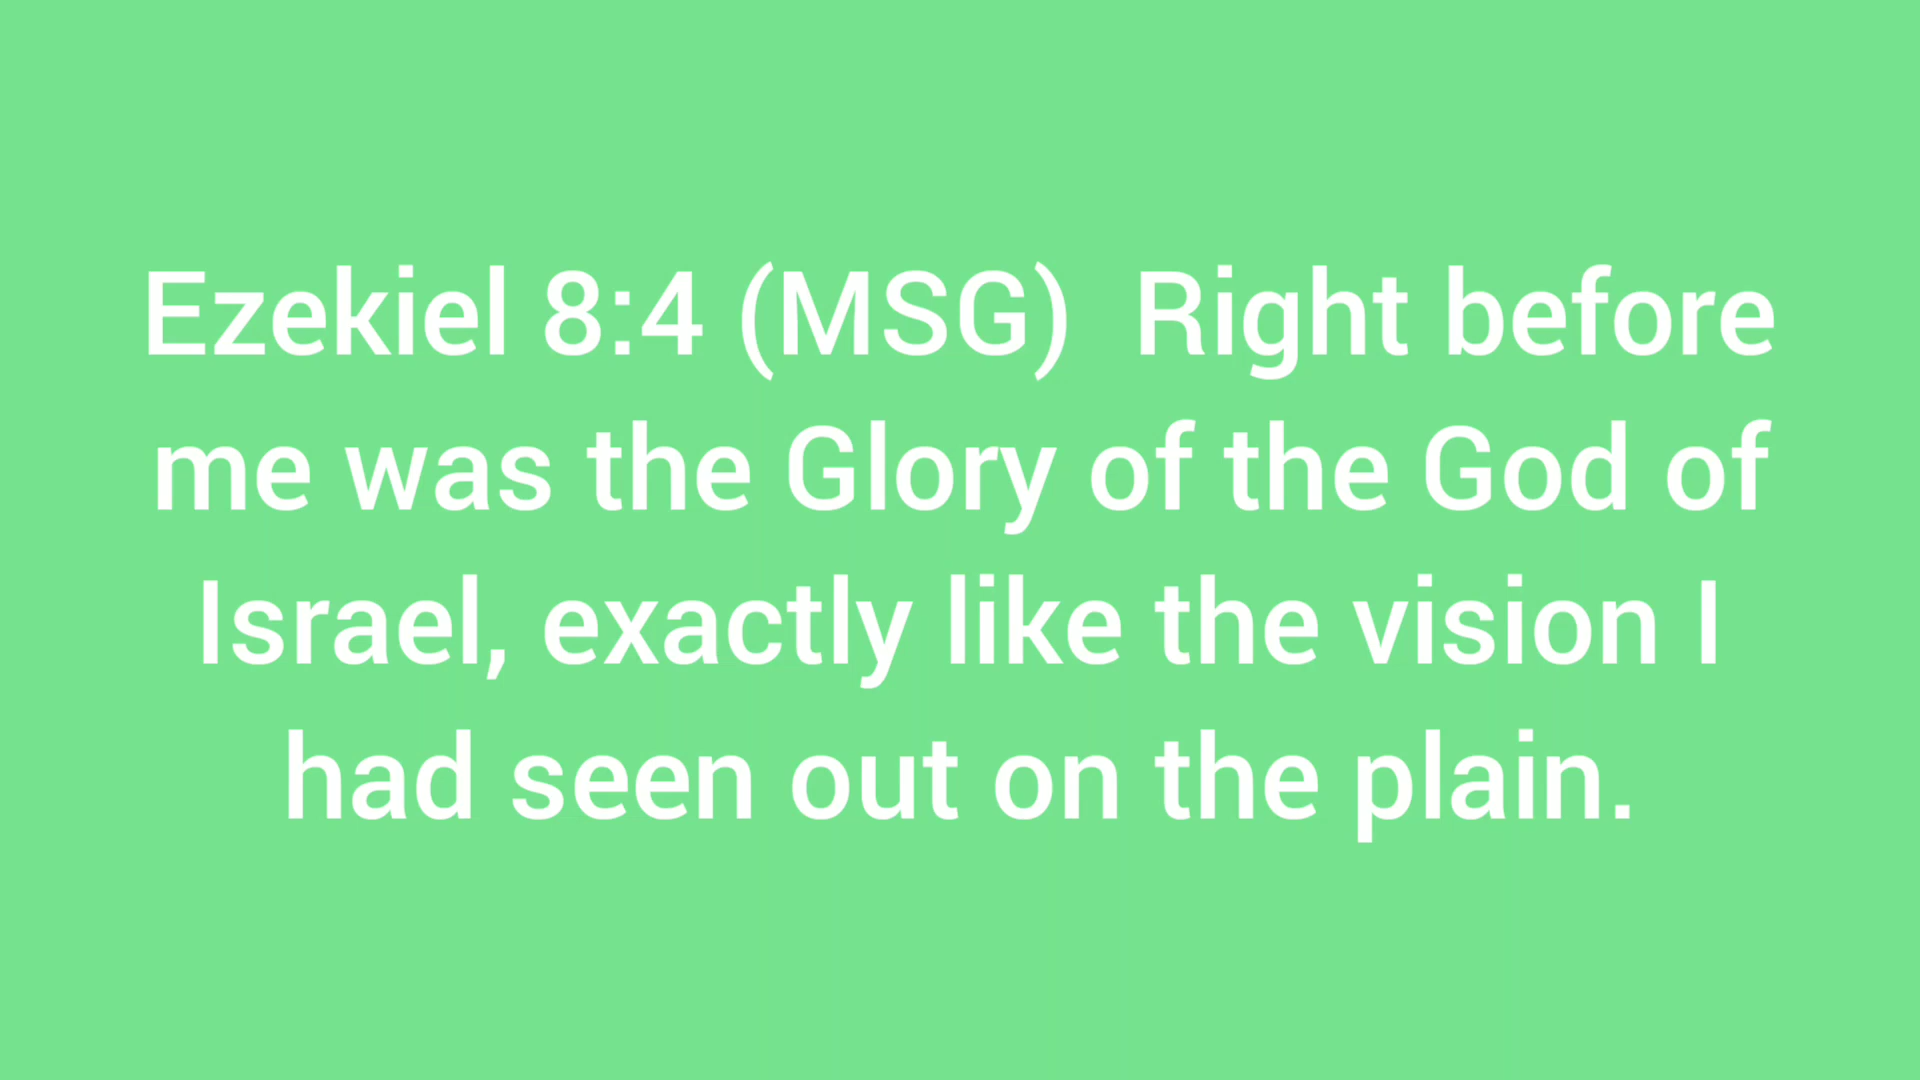 Ezekiel 8:4 (MSG)  Right before
me was the Glory of the God of
Israel, exactly like the vision I
had seen out on the plain.